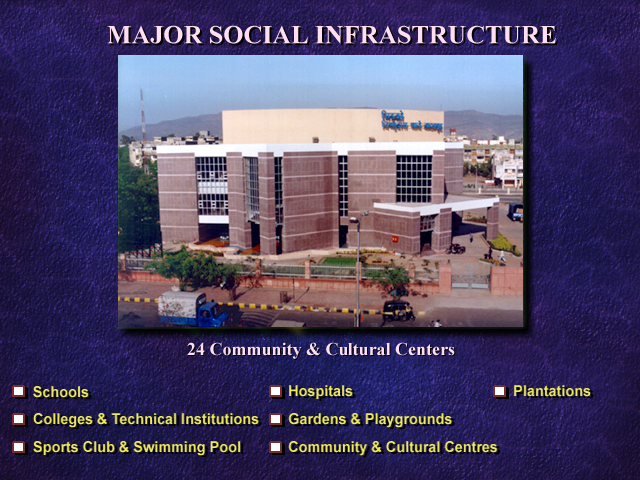 MAJOR SOCIAL INFRASTRUCTURE
24 Community & Cultural Centers
Schools
Hospitals
Plantations
Colleges & Technical Institutions
Gardens & Playgrounds
Sports Club & Swimming Pool
Community & Cultural Centres